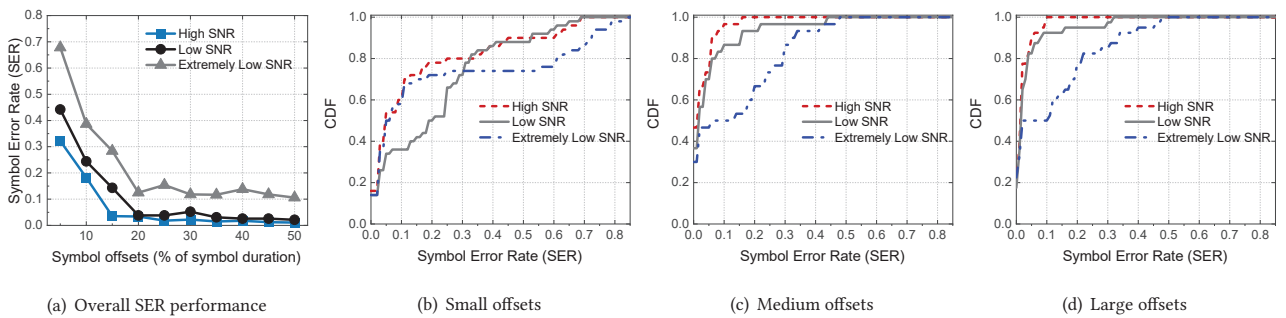 0.8
0.7
0.6
0.5
0.4
0.3
0.2
0.1
0.0
Symbol Error Rate (SER)
High SNR
Low SNR
Extremely Low SNR
10 20 30 40 50
Symbol offsets (% of symbol duration)
(a) Overall SER performance
1.0
0.8
0.6
0.4
0.2
CDF
High SNR
Low SNR
Extremely Low SNR
0.0 0.1 0.2 0.3 0.4 0.5 0.6 0.7 0.8
Symbol Error Rate (SER)
(b) Small offsets
1.0
0.8
0.6
0.4
0.2
0.0
CDF
High SNR
Low SNR
Extremely Low SNR
0.0 0.1 0.2 0.3 0.4 0.5 0.6 0.7 0.8
Symbol Error Rate (SER)
(c) Medium offsets
1.0
0.8
0.6
0.4
0.2
0.0
CDF
High SNR
Low SNR
Extremely Low SNR
0.0 0.1 0.2 0.3 0.4 0.5 0.6 0.7 0.8
Symbol Error Rate (SER)
(d) Large offsets